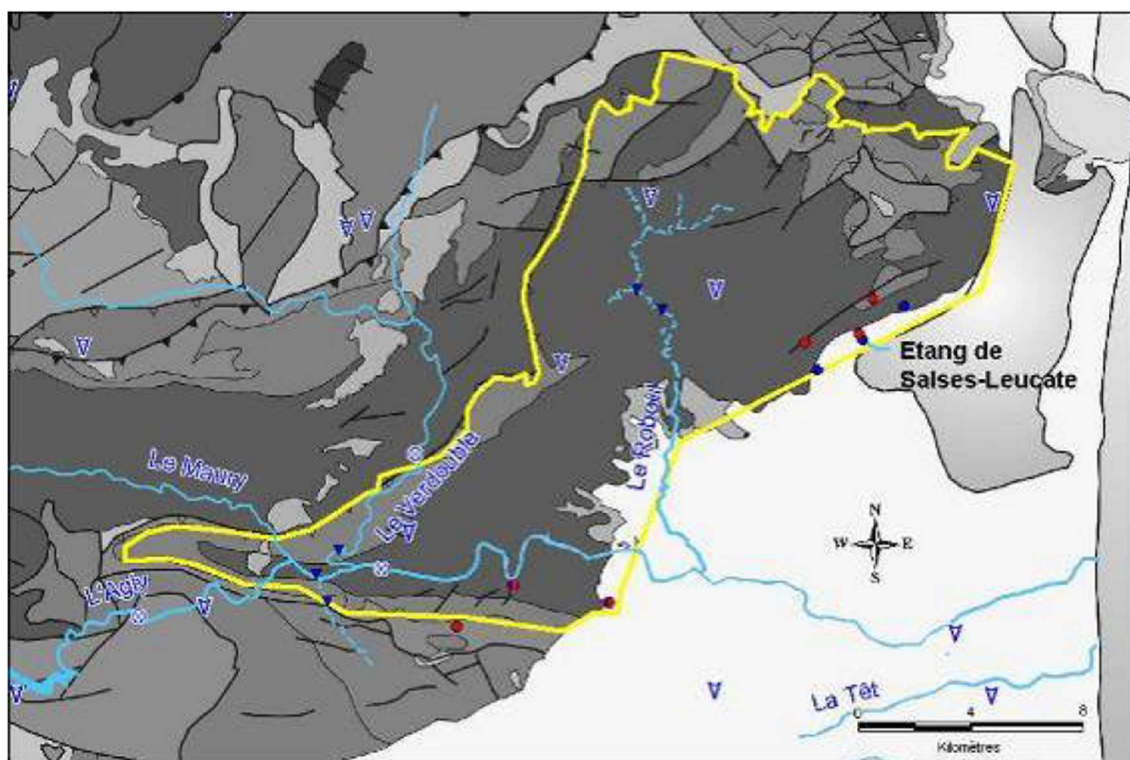 Etang de
Salses-Leucate
Le Roboul
Le Maury
Le Verdouble
L'Agly
N
W
E
S
La Têt
0
4
8
Kilomètres